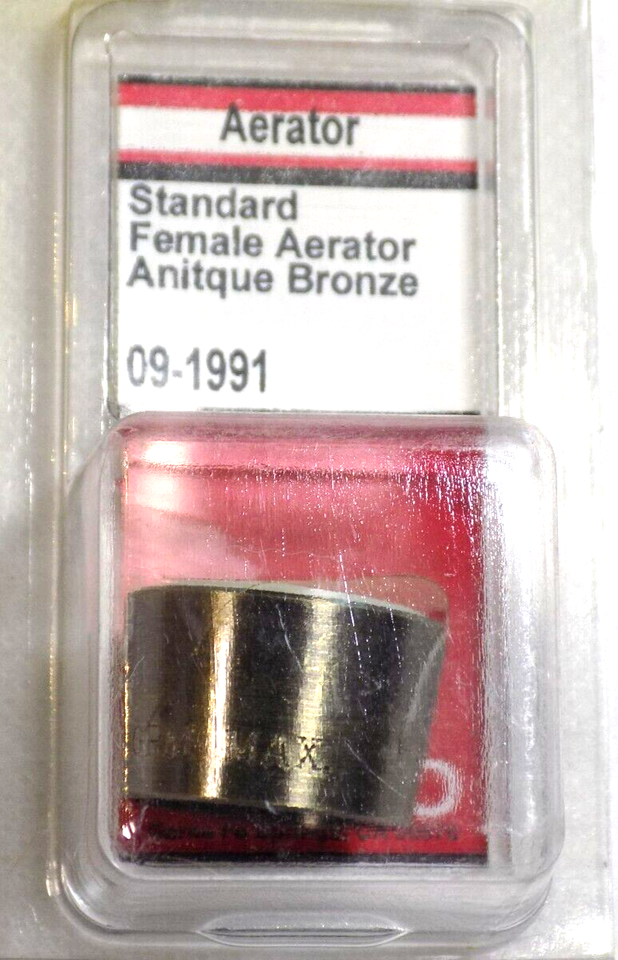 Aerator
Standard
Female Aerator
Anitque Bronze
09-1991